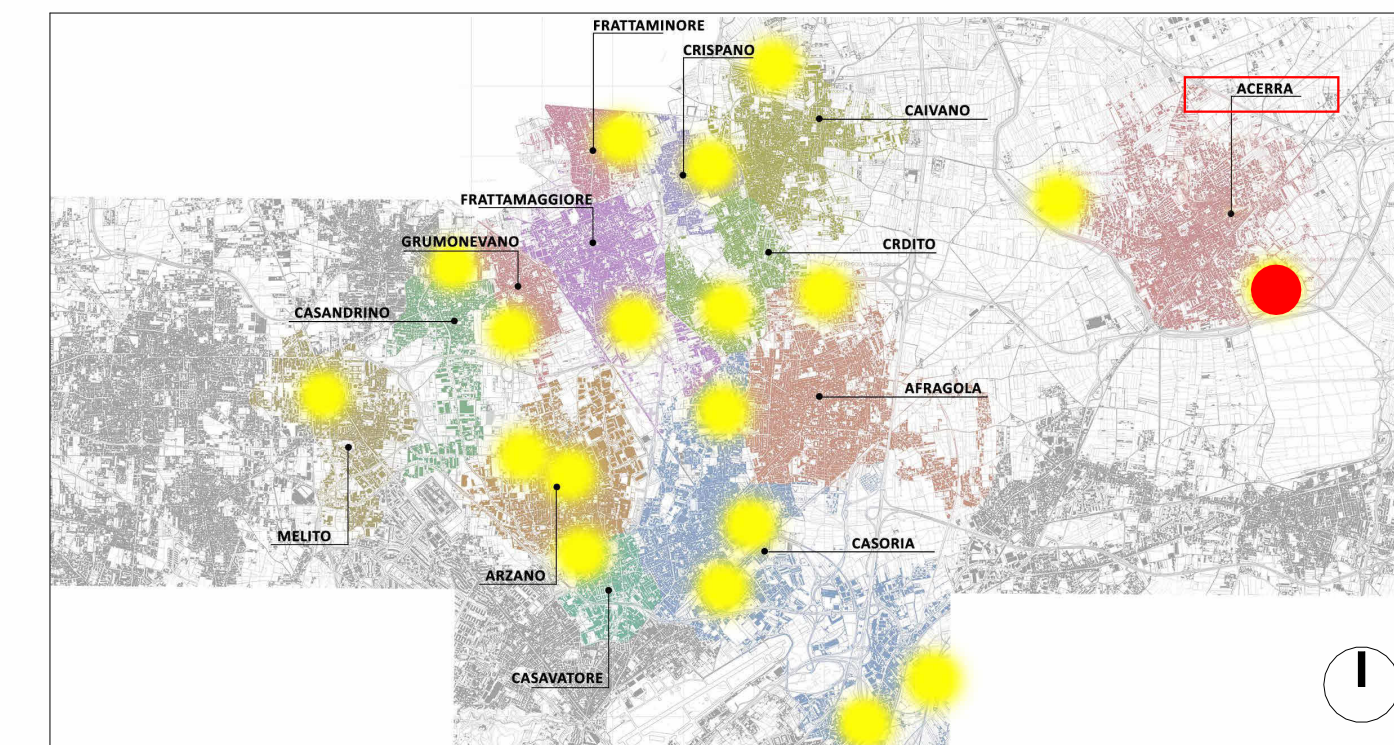 FRATTAMINORE
CRISPANO
ACERRA
CAIVANO
FRATTAMAGGIORE
GRUMONEVANO
CRDITO
CASANDRINO
AFRAGOLA
MELITO
CASORIA
ARZANO
CASAVATORE